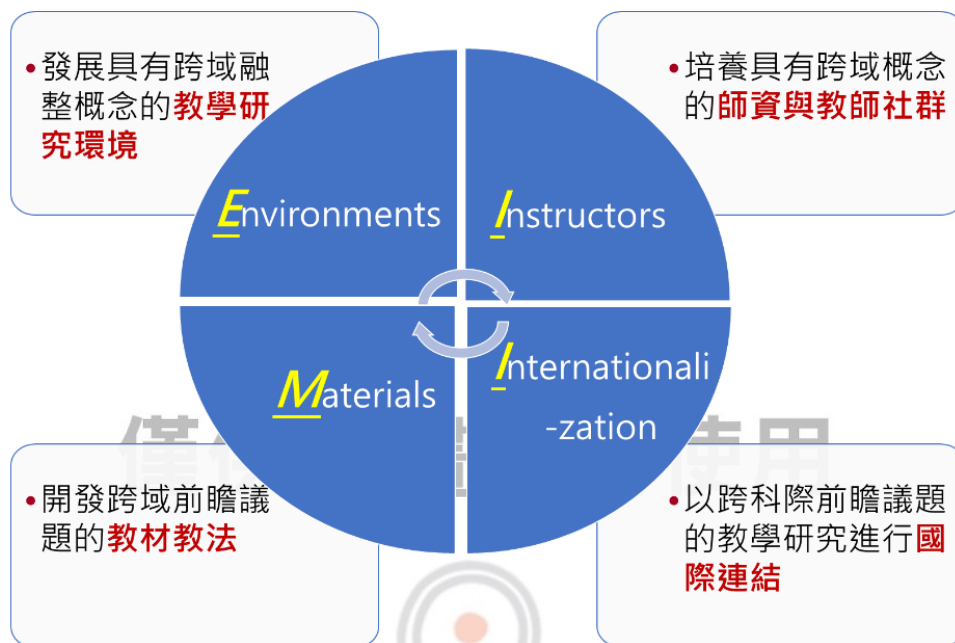 •發展具有跨域融
整概念的教學研
究環境
•培養具有跨域概念
的師資與教師社群
Environments
Instructors
Materials
Internationali
-zation
僅 使用
•開發跨域前瞻議
題的教材教法
•以跨科際前瞻議題
的教學研究進行國
際連結